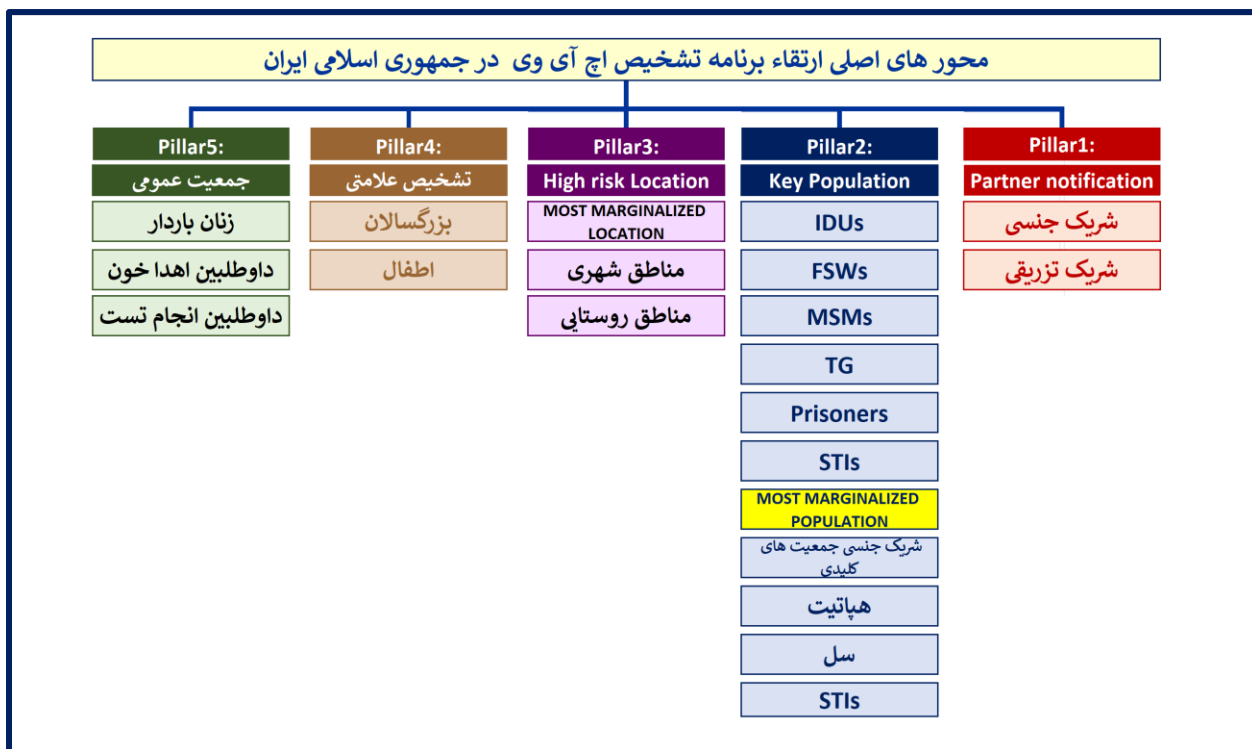 محور های اصلی ارتقاء برنامه تشخیص اچ آی وی در جمهوری اسلامی ایران
Pillar1:
Partner notification
شریک جنسی
شریک تزریقی
Pillar2:
Key Population
IDUs
FSWs
MSMs
TG
Prisoners
STIs
MOST MARGINALIZED
POPULATION
شریک جنسی جمعیت های
کلیدی
هپاتیت
سل
STIs
Pillar3:
High risk Location
MOST MARGINALIZED
LOCATION
مناطق شهری
مناطق روستایی
Pillar4:
تشخیص علامتی
بزرگسالان
اطفال
Pillar5:
جمعیت عمومی
زنان باردار
داوطلبین اهدا خون
داوطلبین انجام تست